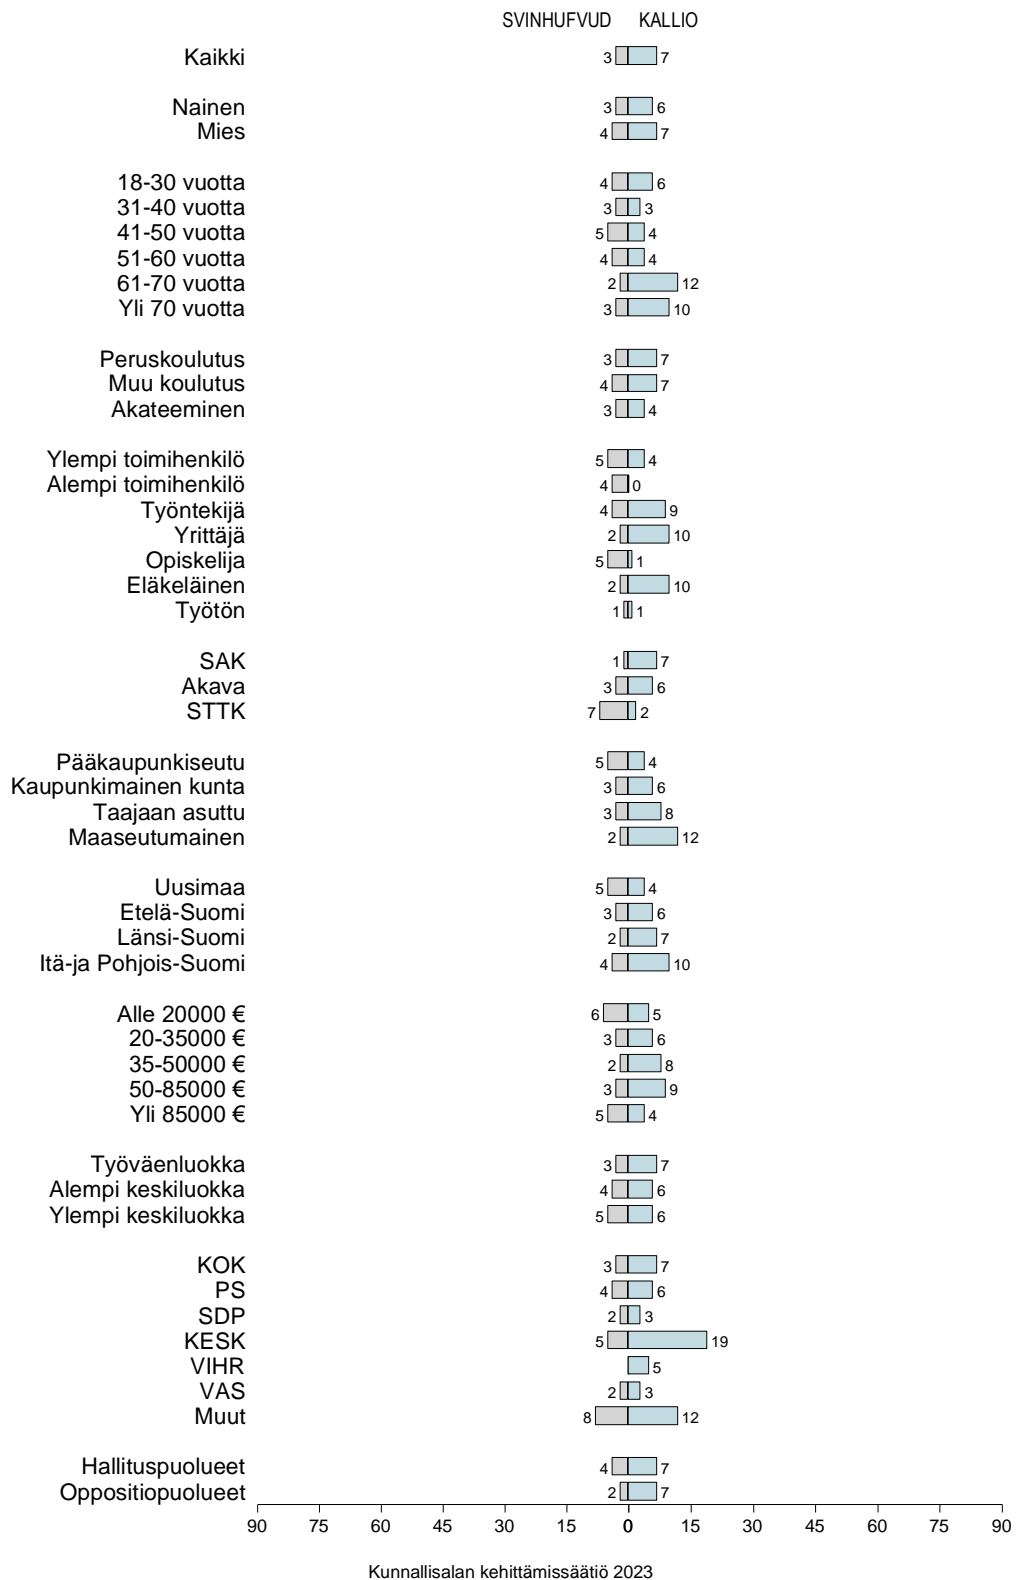 SVINHUFVUD KALLIO
Kaikki 3 7
Nainen 3 6
Mies 4 7
18-30 vuotta 4 6
31-40 vuotta 3 3
41-50 vuotta 5 4
51-60 vuotta 4 4
61-70 vuotta 2 12
Yli 70 vuotta 3 10
Peruskoulutus 3 7
Muu koulutus 4 7
Akateeminen 3 4
Ylempi toimihenkilö 5 4
Alempi toimihenkilö 4 0
Työntekijä 4 9
Yrittäjä 2 10
Opiskelija 5 1
Eläkeläinen 2 10
Työtön 1 1
SAK 1 7
Akava 3 6
STTK 7 2
Pääkaupunkiseutu 5 4
Kaupunkimainen kunta 3 6
Taajaan asuttu 3 8
Maaseutumainen 2 12
Uusimaa 5 4
Etelä-Suomi 3 6
Länsi-Suomi 2 7
Itä-ja Pohjois-Suomi 4 10
Alle 20000 € 6 5
20-35000 € 3 6
35-50000 € 2 8
50-85000 € 3 9
Yli 85000 € 5 4
Työväenluokka 3 7
Alempi keskiluokka 4 6
Ylempi keskiluokka 5 6
KOK 3 7
PS 4 6
SDP 2 3
KESK 5 19
VIHR 5
VAS 2 3
Muut 8 12
Hallituspuolueet 4 7
Oppositiopuolueet 2 7
90 75 60 45 30 15 0 15 30 45 60 75 90
Kunnallisalan kehittämissäätiö 2023